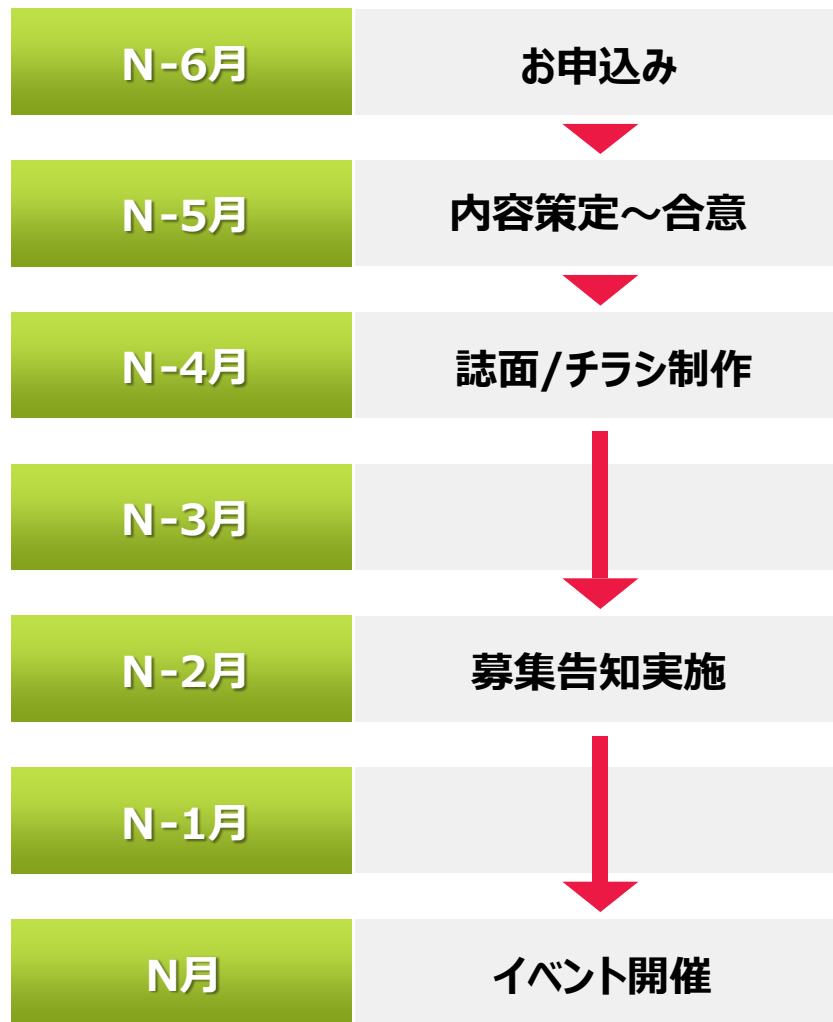 N-6月 お申込み
N-5月 内容策定～合意
N-4月 誌面/チラシ制作
N-3月
N-2月 募集告知実施
N-1月
N月 イベント開催